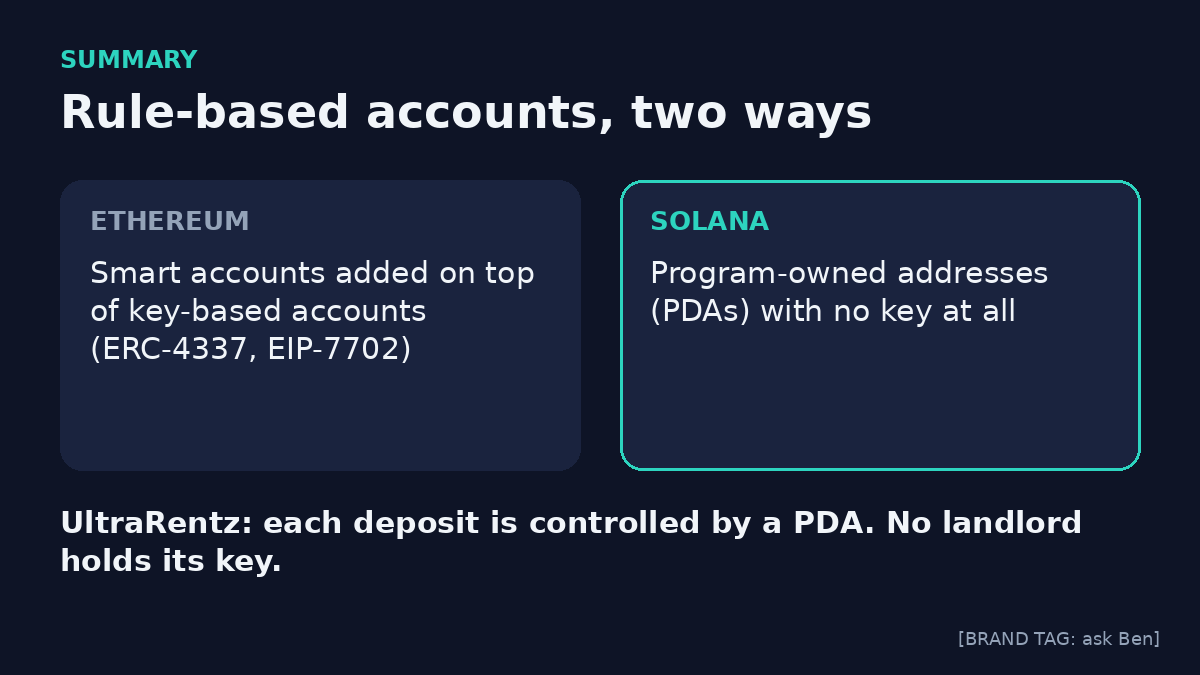 SUMMARY
Rule-based accounts, two ways
ETHEREUM
Smart accounts added on top
of key-based accounts
(ERC-4337, EIP-7702)
SOLANA
Program-owned addresses
(PDAs) with no key at all
UltraRentz: each deposit is controlled by a PDA. No landlord
holds its key.
[BRAND TAG: ask Ben]